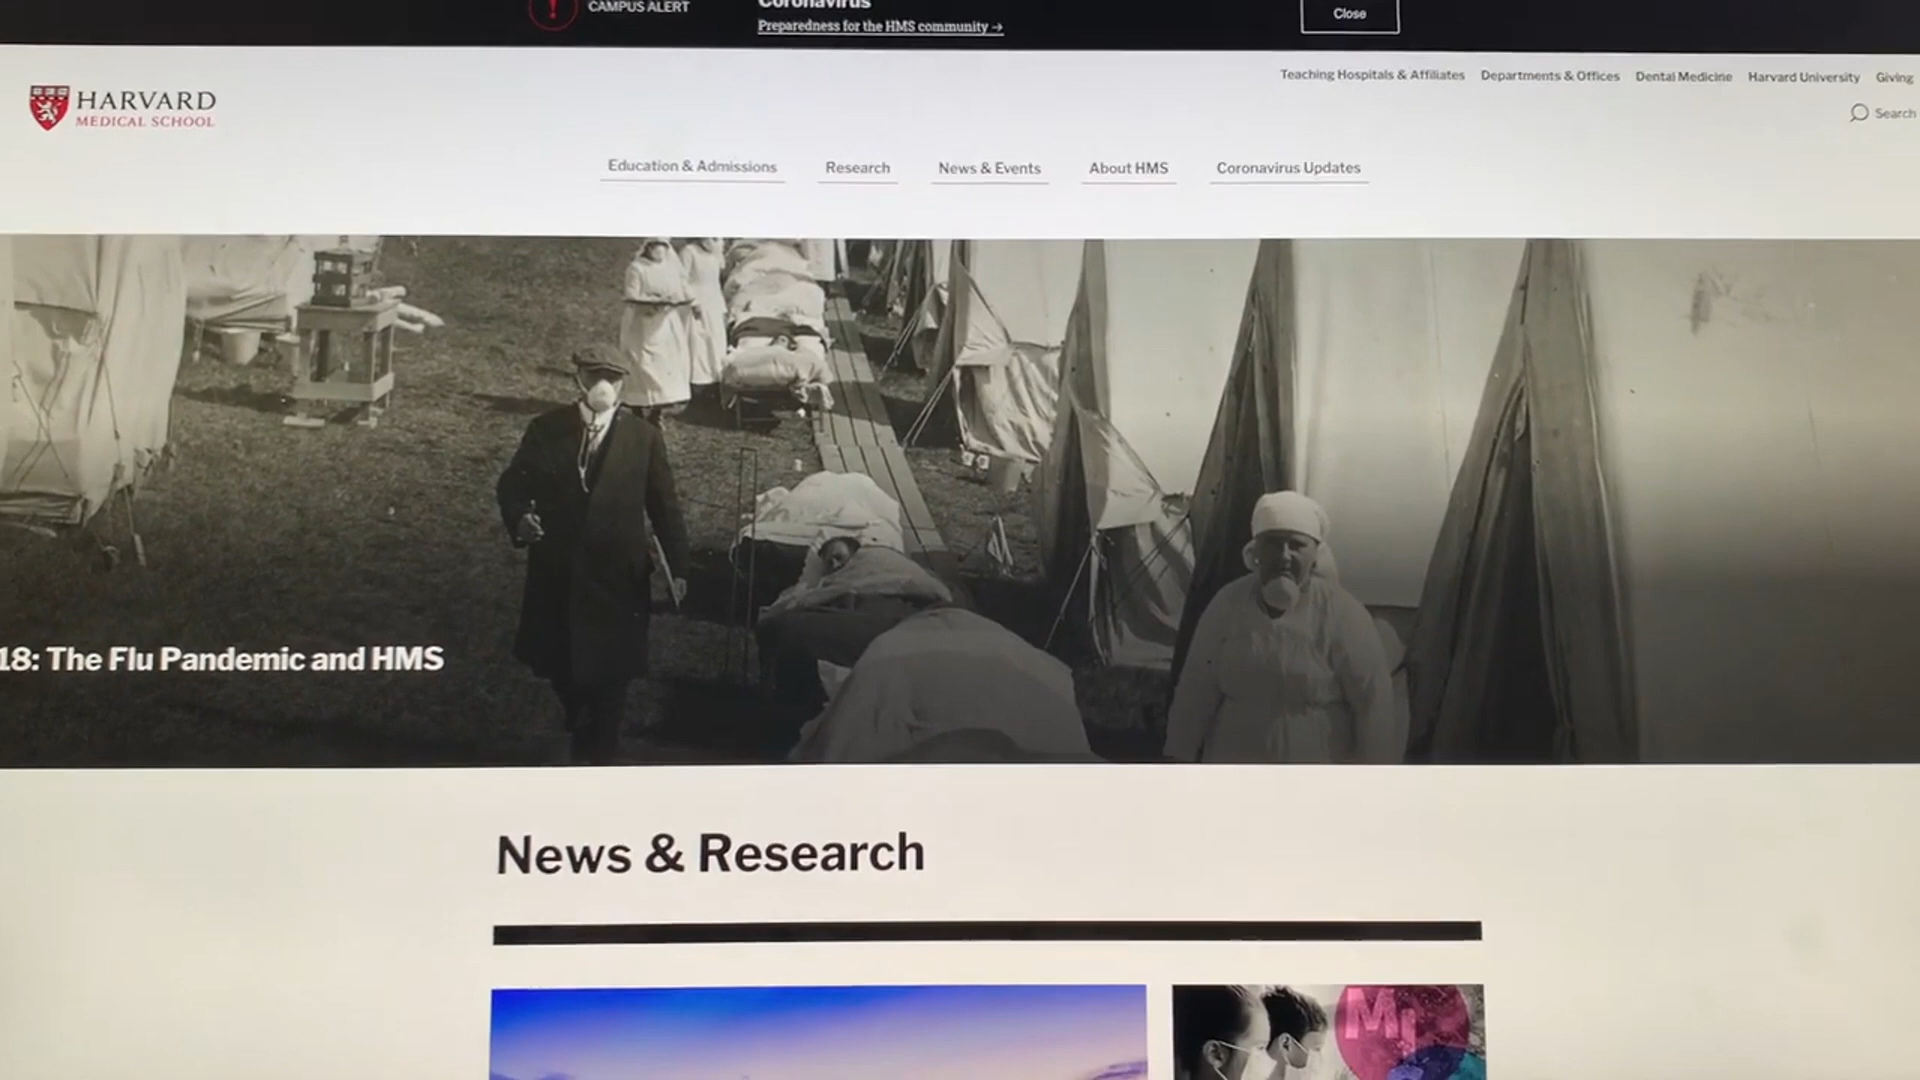 CAMPUS ALERT
Coronavirus
Preparedness for the HMS community →
Close
Teaching Hospitals & Affiliates Departments & Offices Dental Medicine Harvard University Giving
HARVARD
MEDICAL SCHOOL
Search
Education & Admissions Research News & Events About HMS Coronavirus Updates
18: The Flu Pandemic and HMS
News & Research